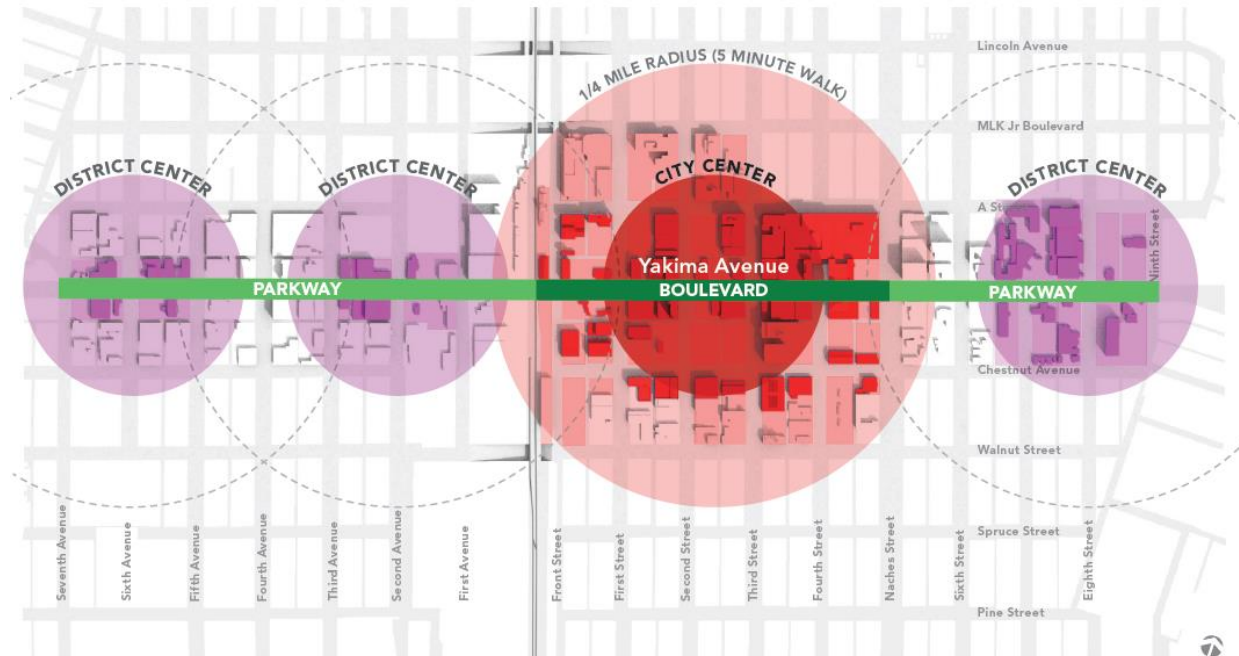 Lincoln Avenue
1/4 MILE RADIUS (5 MINUTE WALK)
MLK Jr Boulevard
DISTRICT CENTER
DISTRICT CENTER
CITY CENTER
DISTRICT CENTER
A St
Ninth Street
Yakima Avenue
PARKWAY
BOULEVARD
PARKWAY
Chestnut Avenue
Walnut Street
Spruce Street
Seventh Avenue
Sixth Avenue
Fifth Avenue
Fourth Avenue
Third Avenue
Second Avenue
First Avenue
Front Street
First Street
Second Street
Third Street
Fourth Street
Naches Street
Sixth Street
Eighth Street
Pine Street